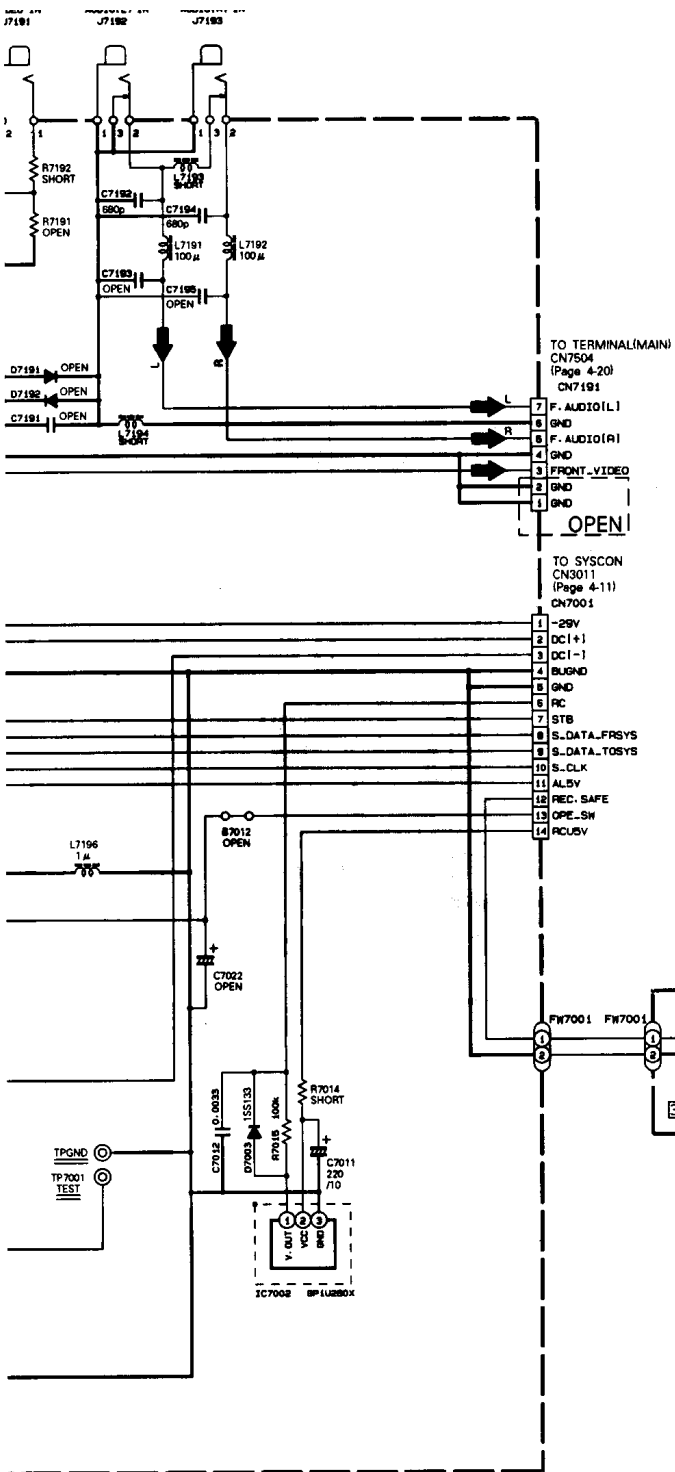 J7191
J7192
J7193
2 1
1 3 2
1 3 2
R7192
SHORT
L7193
SHORT
C7192
680p
C7194
680p
R7191
OPEN
L7191
100μ
L7192
100μ
C7193
OPEN
C7195
OPEN
L
R
TO TERMINAL(MAIN)
CN7504
(Page 4-20)
CN7191
D7191 OPEN
D7192 OPEN
C7191 OPEN
L7194
SHORT
L
R
7 F.AUDIO(L)
6 GND
5 F.AUDIO(R)
4 GND
3 FRONT_VIDEO
2 GND
1 GND
OPEN
TO SYSCON
CN3011
(Page 4-11)
CN7001
1 -29V
2 DC(+)
3 DC(-)
4 BUGND
5 GND
6 RC
7 STB
8 S_DATA_FRSYS
9 S_DATA_TOSYS
10 S_CLK
11 AL5V
12 REC.SAFE
13 OPE_SW
14 RCU5V
B7012
OPEN
L7196
1μ
+
C7022
OPEN
FW7001 FW7001
1 1
2 2
R7014
SHORT
C7012 0.0033
D7003 1SS133
R7015 100k
+
C7011
220
/10
TPGND
TP7001
TEST
1 2 3
V.OUT
VCC
GND
IC7002 GP1U280X